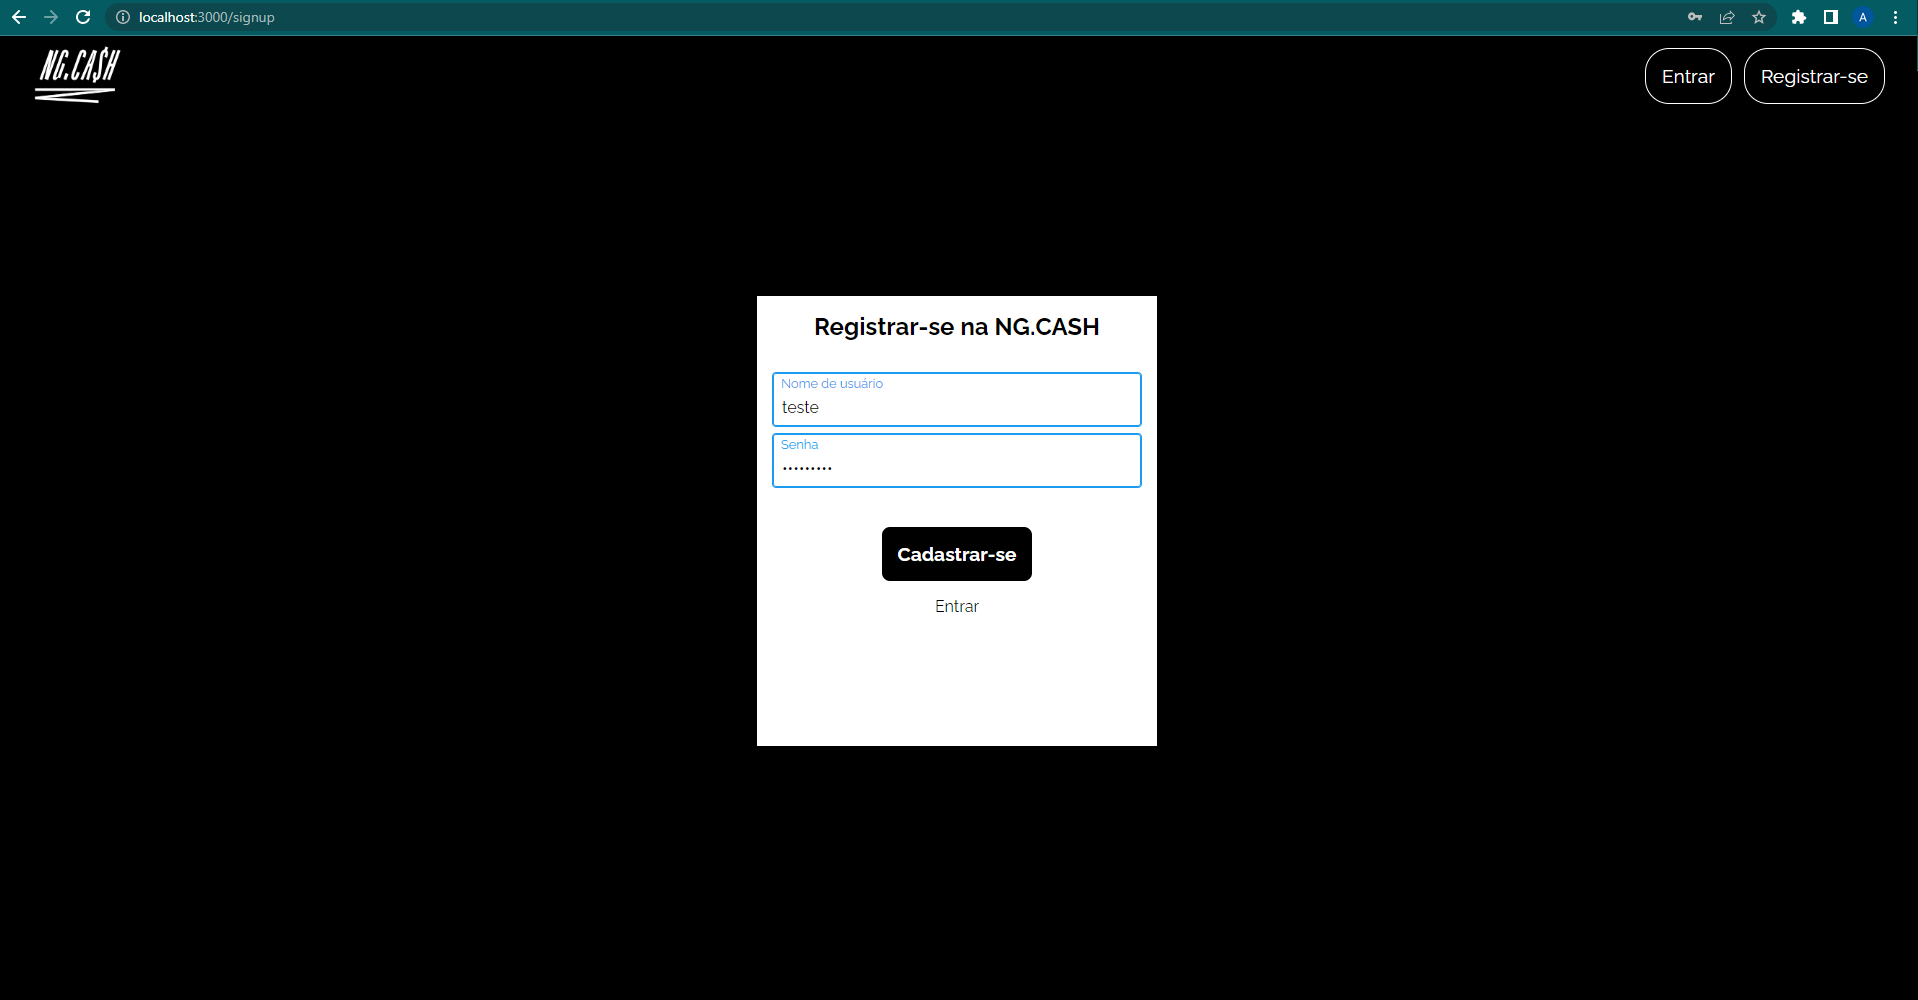 localhost:3000/signup
A
NG.CA$H
Entrar
Registrar-se
Registrar-se na NG.CASH
Nome de usuário
teste
Senha
•••••••••
Cadastrar-se
Entrar